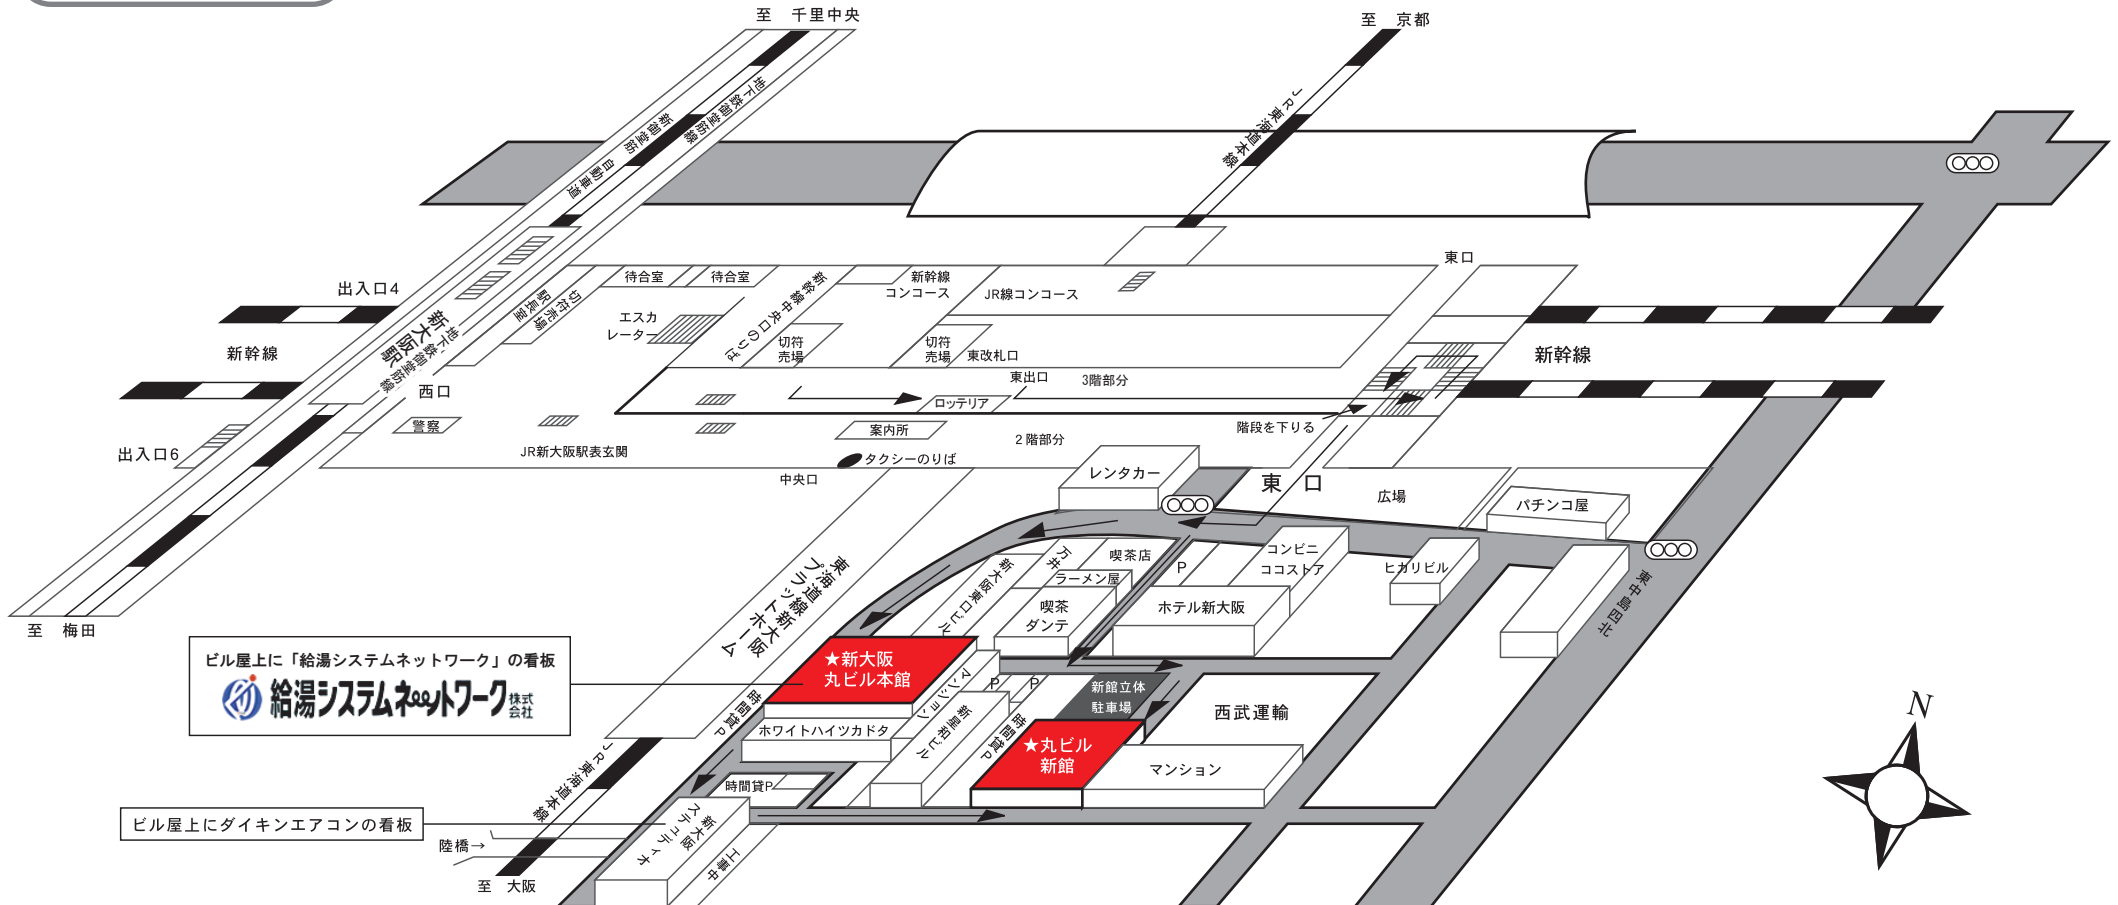 至　千里中央
至　京都
地下鉄御堂筋線
新御堂筋
自動車道
JR東海道本線
出入口4
新幹線
出入口6
地下鉄御堂筋線
新大阪駅
西口
駅長室
切符売場
待合室
待合室
エスカ
レーター
新幹線中央口
のりば
新幹線
コンコース
JR線コンコース
切符
売場
切符
売場
東改札口
東口
新幹線
東出口
3階部分
ロッテリア
警察
案内所
JR新大阪駅表玄関
2階部分
タクシーのりば
中央口
階段を下りる
レンタカー
東　口
広場
パチンコ屋
東海道線新大阪
プラットホーム
新大阪東口ビル
万井
喫茶店
ラーメン屋
喫茶
ダンテ
P
コンビニ
ココストア
ホテル新大阪
ヒカリビル
東中島四北
至　梅田
ビル屋上に「給湯システムネットワーク」の看板
給湯システムネットワーク株式会社
★新大阪
丸ビル本館
マンション
P
P
新館立体
駐車場
西武運輸
時間貸P
ホワイトハイツカドタ
新星和ビル
時間貸P
★丸ビル
新館
マンション
時間貸P
JR東海道本線
ビル屋上にダイキンエアコンの看板
新大阪
ステュディオ
陸橋→
工事中
至　大阪
N